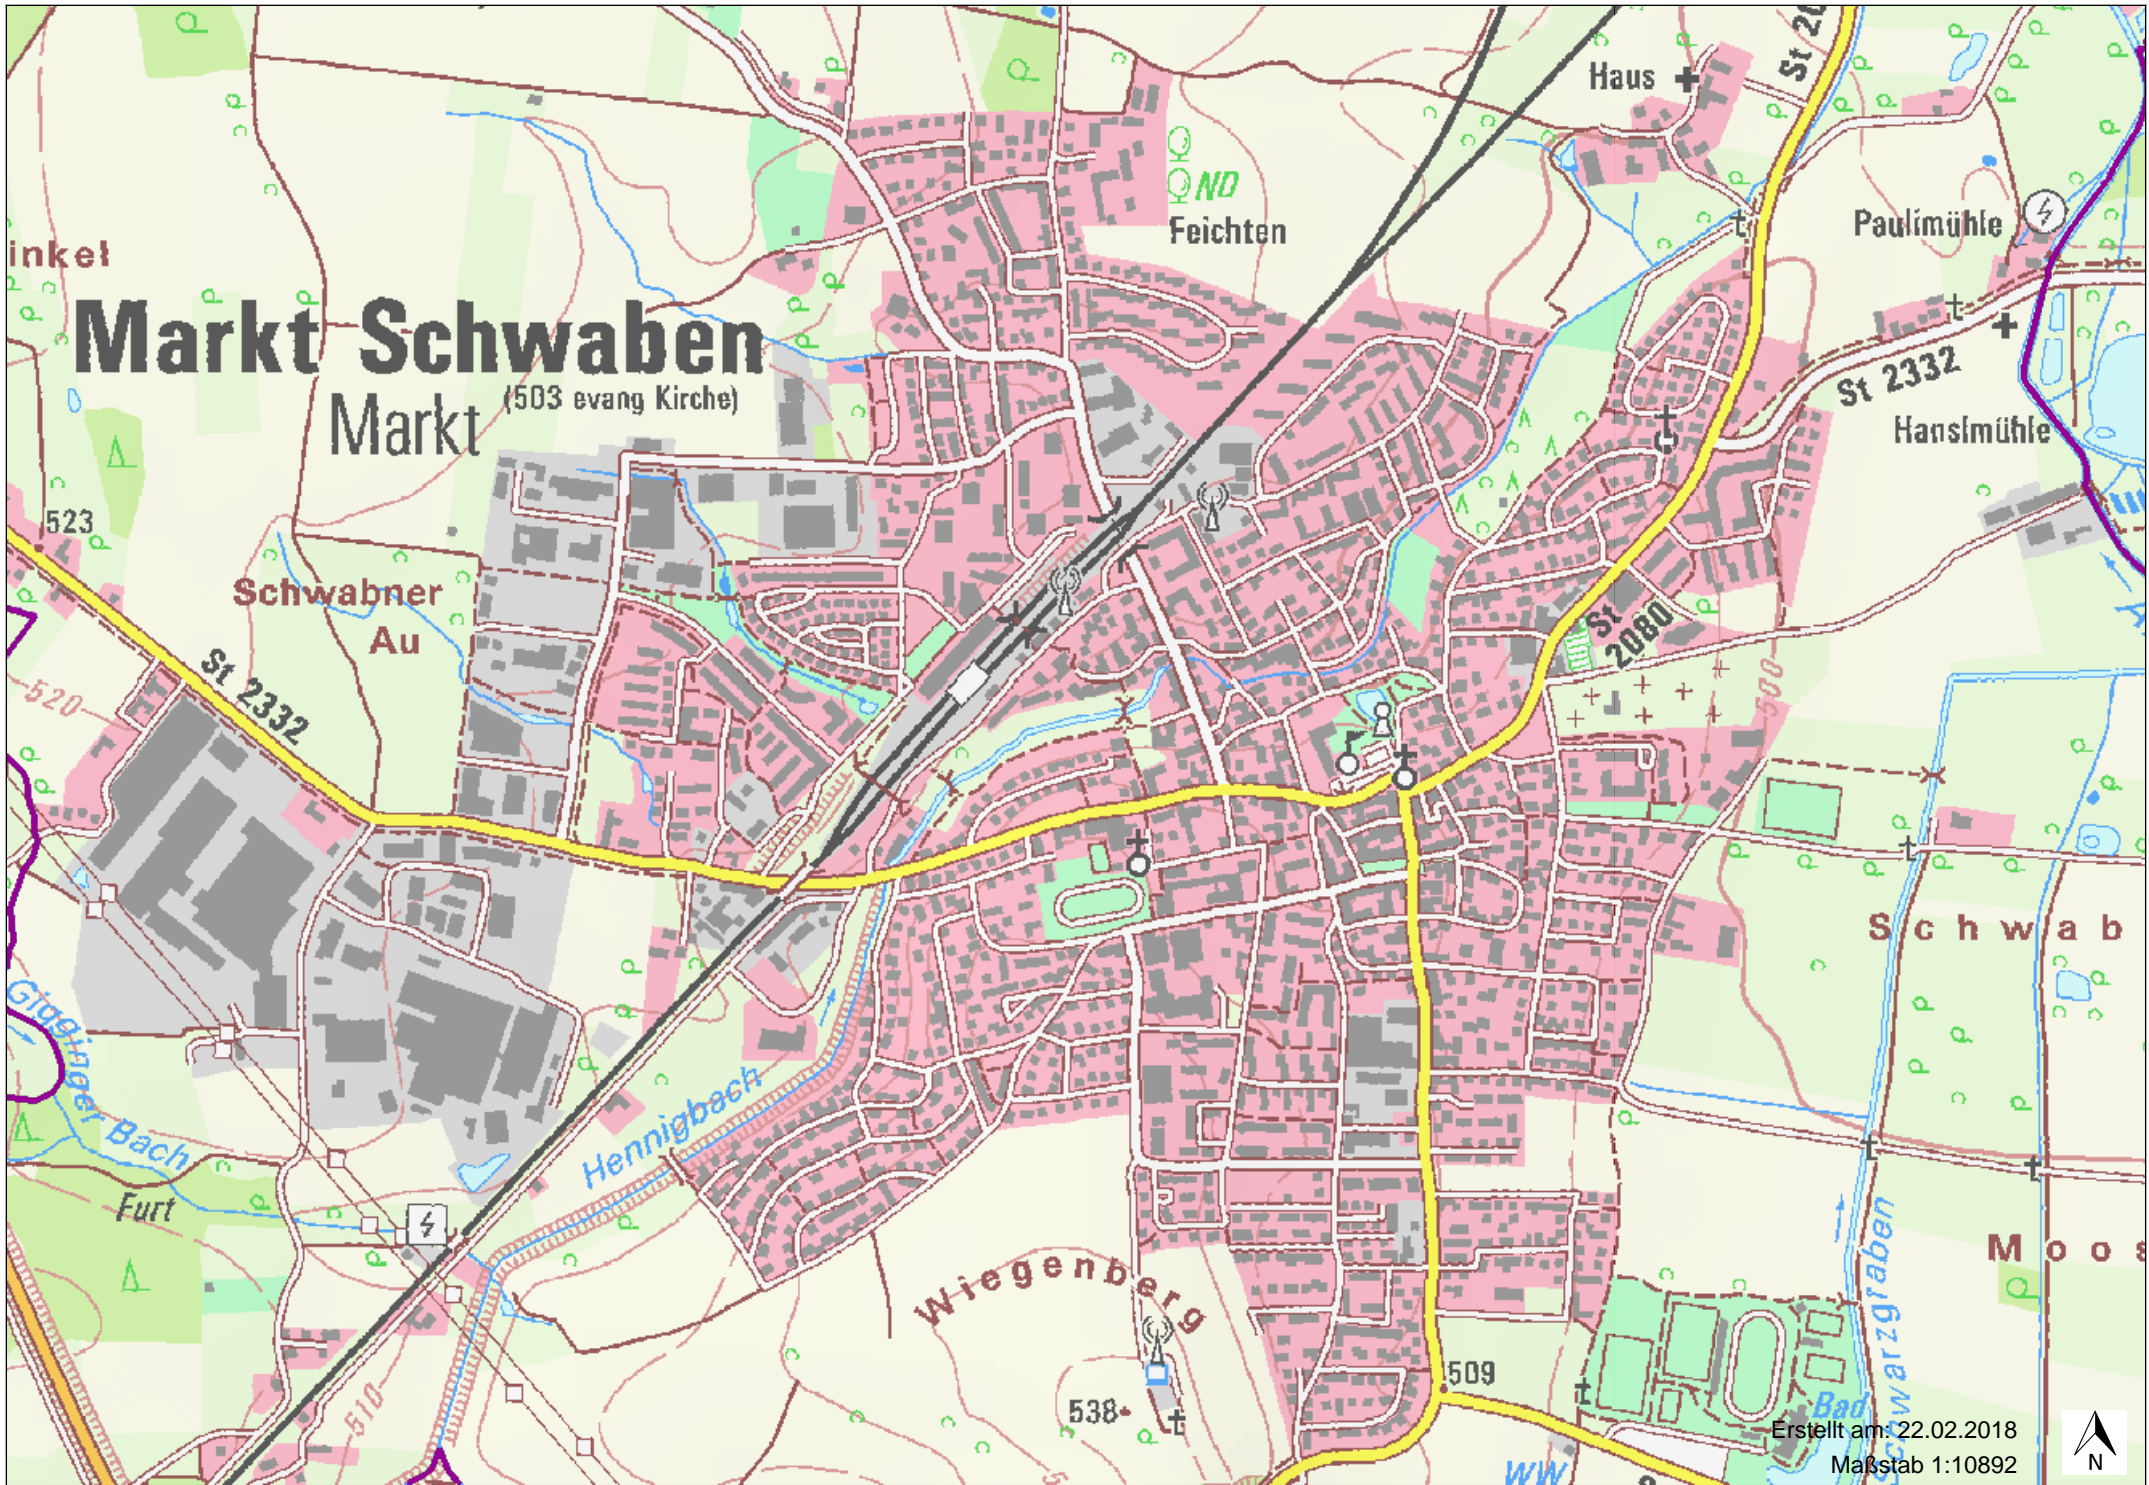 St 20
Haus
ND
Feichten
Paulimühle
inkel
Markt Schwaben
Markt
(503 evang Kirche)
St 2332
Hanslmühle
523
Schwabner
Au
St
2080
St 2332
520
500
Schwab
Gigginger Bach
Hennigbach
Furt
Wiegenberg
Moos
Schwarzgraben
510
538
509
Bad
WW
Erstellt am: 22.02.2018
Maßstab 1:10892
N